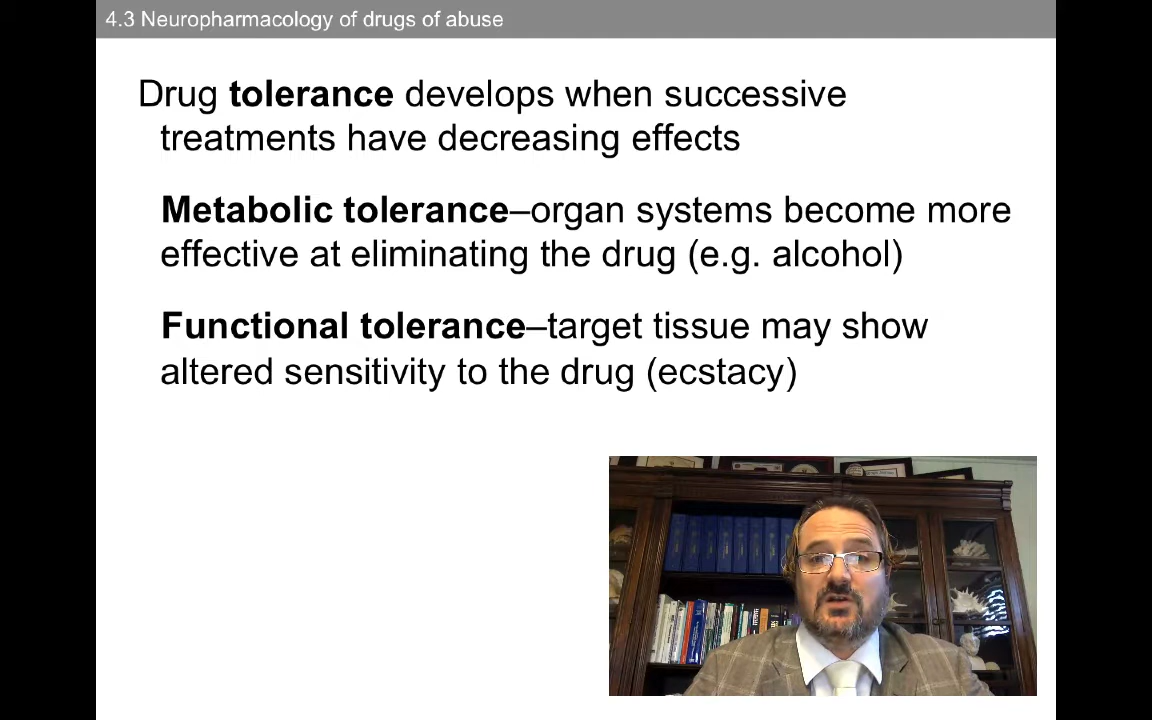 4.3 Neuropharmacology of drugs of abuse
Drug tolerance develops when successive
treatments have decreasing effects
Metabolic tolerance–organ systems become more
effective at eliminating the drug (e.g. alcohol)
Functional tolerance–target tissue may show
altered sensitivity to the drug (ecstacy)